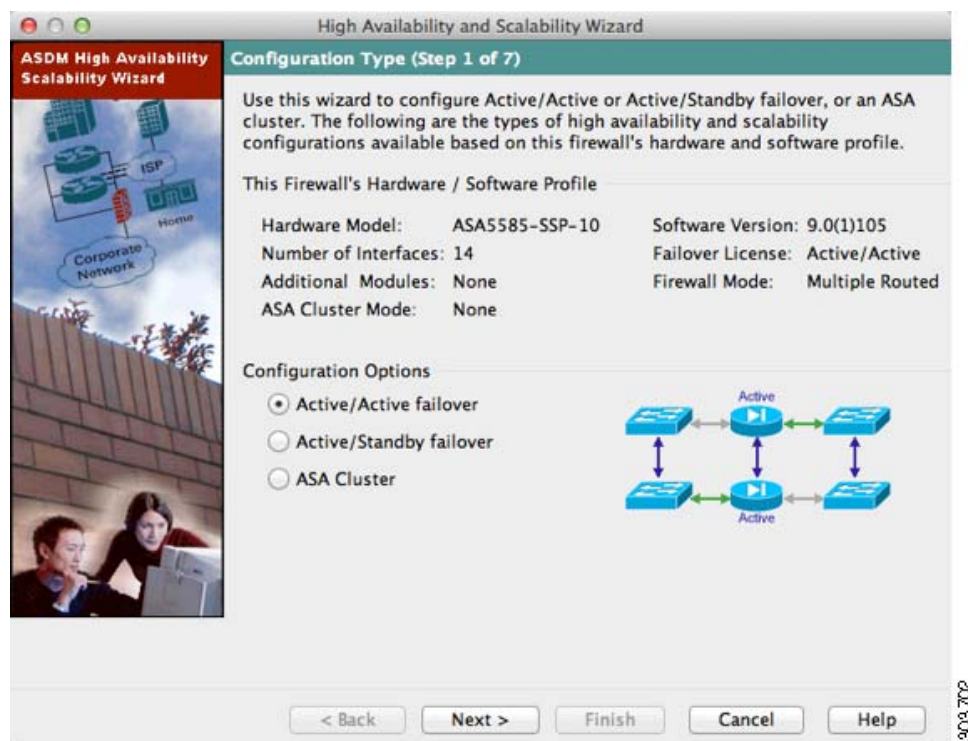 High Availability and Scalability Wizard
ASDM High Availability
Scalability Wizard
ISP
Home
Corporate
Network
Configuration Type (Step 1 of 7)
Use this wizard to configure Active/Active or Active/Standby failover, or an ASA
cluster. The following are the types of high availability and scalability
configurations available based on this firewall's hardware and software profile.
This Firewall's Hardware / Software Profile
Hardware Model: ASA5585-SSP-10 Software Version: 9.0(1)105
Number of Interfaces: 14 Failover License: Active/Active
Additional Modules: None Firewall Mode: Multiple Routed
ASA Cluster Mode: None
Configuration Options
Active/Active failover
Active/Standby failover
ASA Cluster
Active
Active
< Back Next > Finish Cancel Help
303702